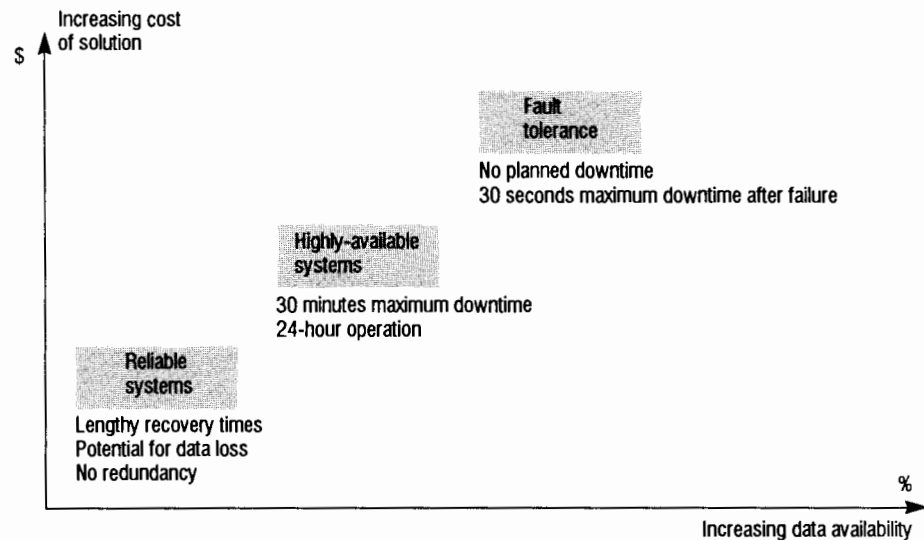 Increasing cost
of solution
$
Fault
tolerance
No planned downtime
30 seconds maximum downtime after failure
Highly-available
systems
30 minutes maximum downtime
24-hour operation
Reliable
systems
Lengthy recovery times
Potential for data loss
No redundancy
%
Increasing data availability